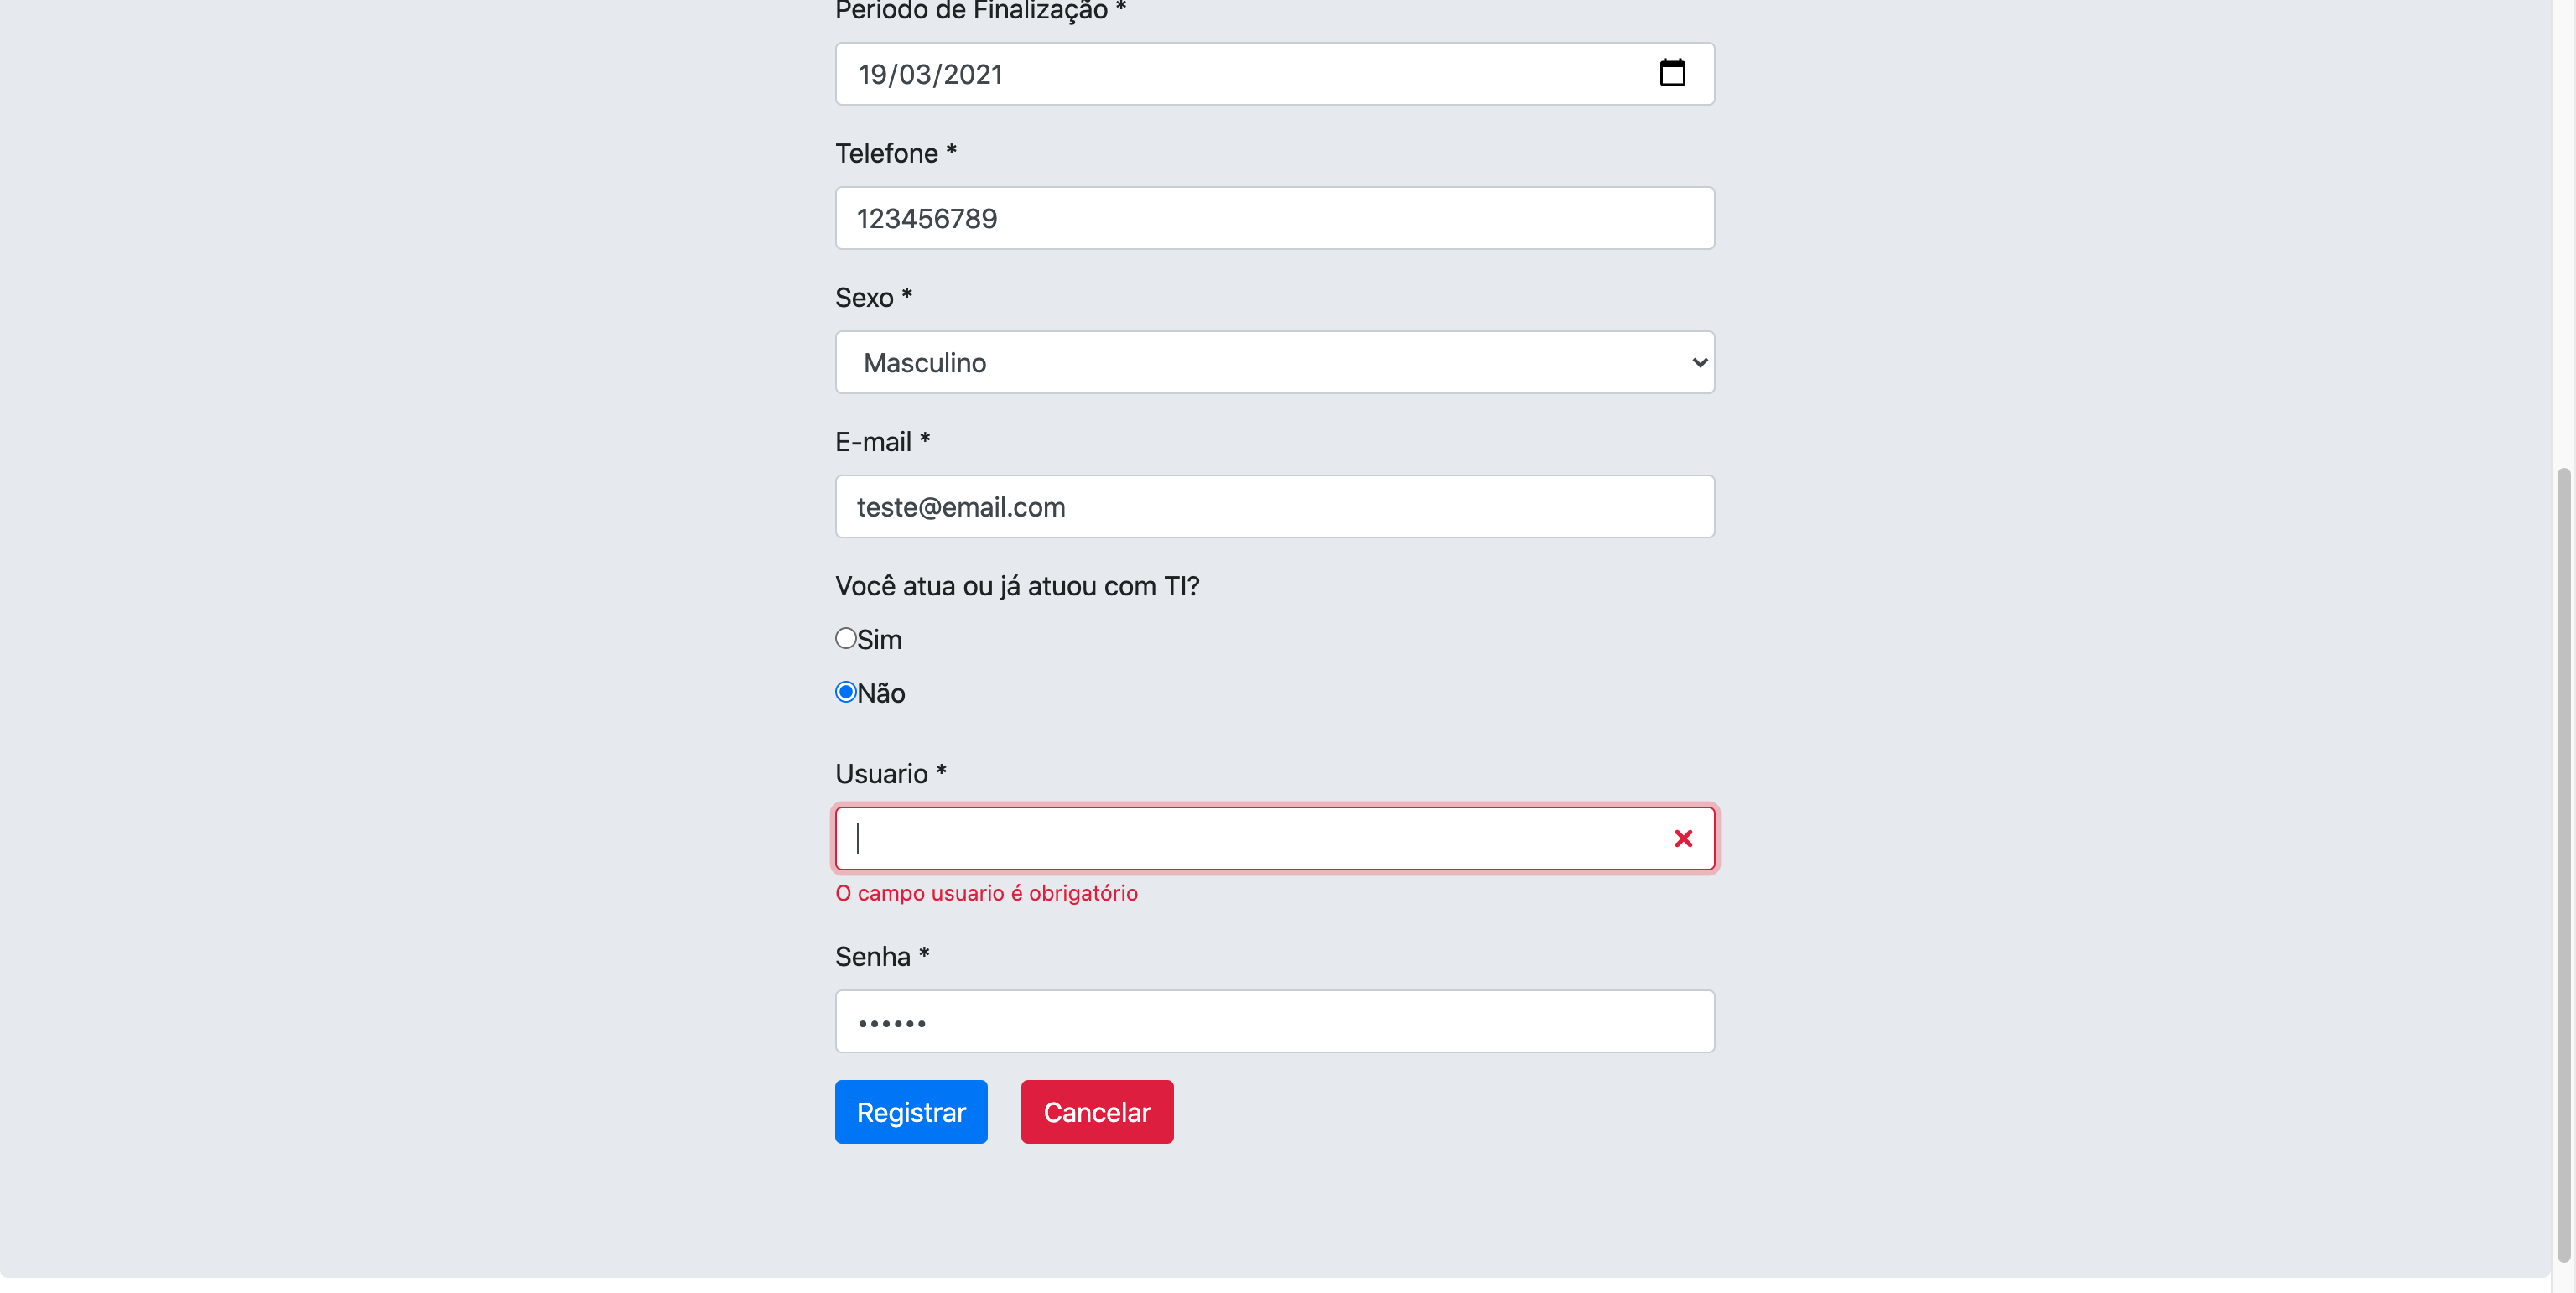 Periodo de Finalização *
19/03/2021
Telefone *
123456789
Sexo *
Masculino
E-mail *
teste@email.com
Você atua ou já atuou com TI?
Sim
Não
Usuario *
O campo usuario é obrigatório
Senha *
••••••
Registrar Cancelar